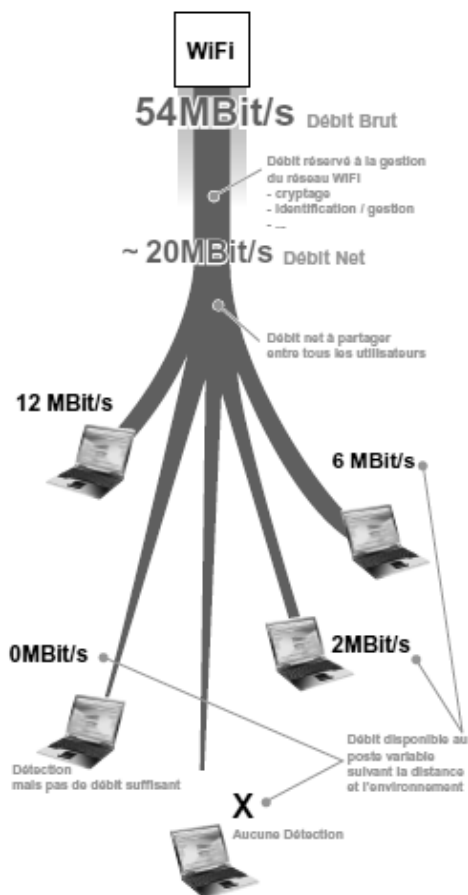 WiFi
54MBit/s Débit Brut
Débit réservé à la gestion
du réseau WIFI
- cryptage
- identification / gestion
- ...
~ 20MBit/s Débit Net
Débit net à partager
entre tous les utilisateurs
12 MBit/s
6 MBit/s
0MBit/s
2MBit/s
Détection
mais pas de débit suffisant
Débit disponible au
poste variable
suivant la distance
et l'environnement
X
Aucune Détection